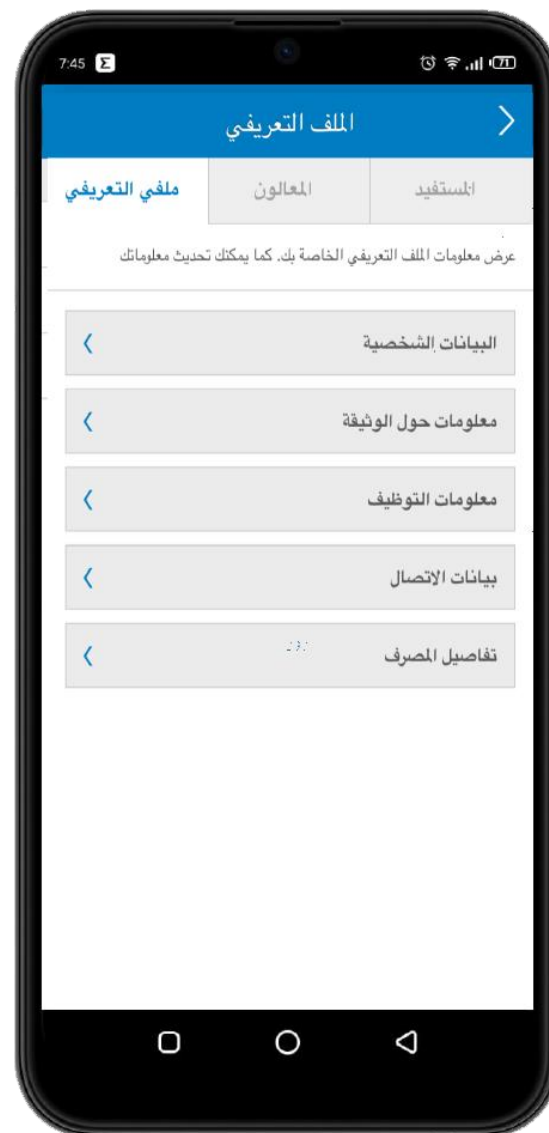 7:45 Σ 71
الملف التعريفي
المستفيد المعالون ملفي التعريفي
عرض معلومات الملف التعريفي الخاصة بك. كما يمكنك تحديث معلوماتك
البيانات الشخصية
معلومات حول الوثيقة
معلومات التوظيف
بيانات الاتصال
تفاصيل المصرف